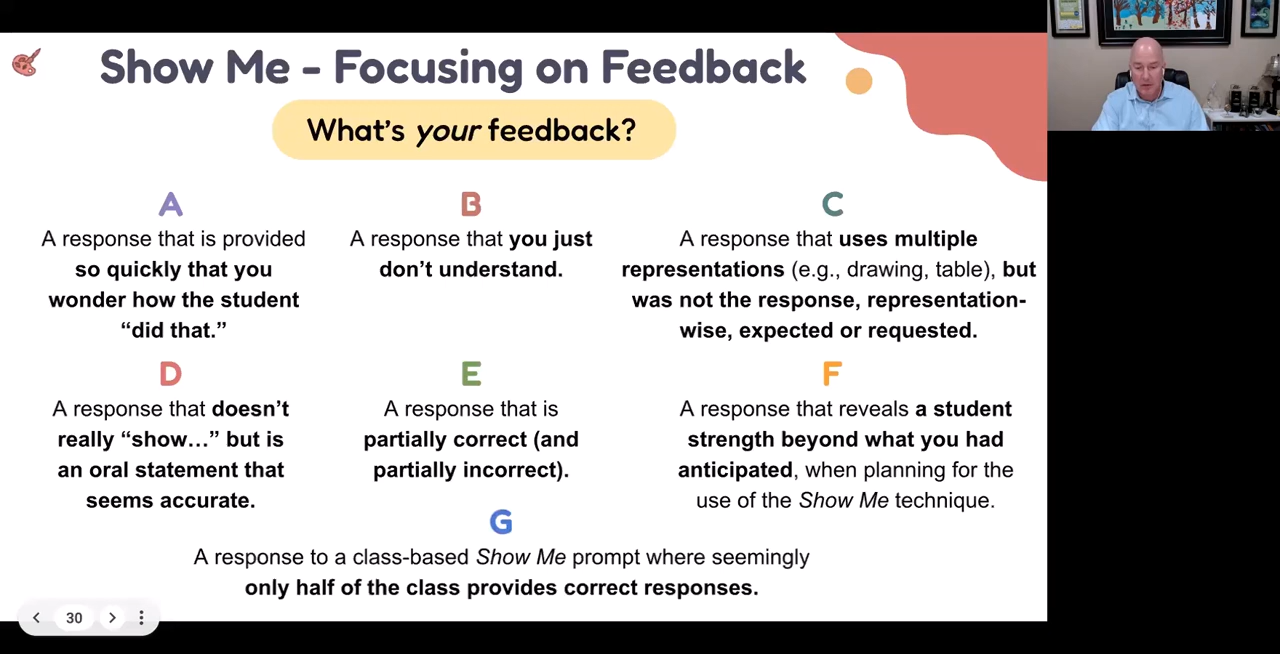 Show Me - Focusing on Feedback
What's your feedback?
A
A response that is provided
so quickly that you
wonder how the student
“did that.”
B
A response that you just
don’t understand.
C
A response that uses multiple
representations (e.g., drawing, table), but
was not the response, representation-
wise, expected or requested.
D
A response that doesn’t
really “show…” but is
an oral statement that
seems accurate.
E
A response that is
partially correct (and
partially incorrect).
F
A response that reveals a student
strength beyond what you had
anticipated, when planning for the
use of the Show Me technique.
G
A response to a class-based Show Me prompt where seemingly
only half of the class provides correct responses.
30